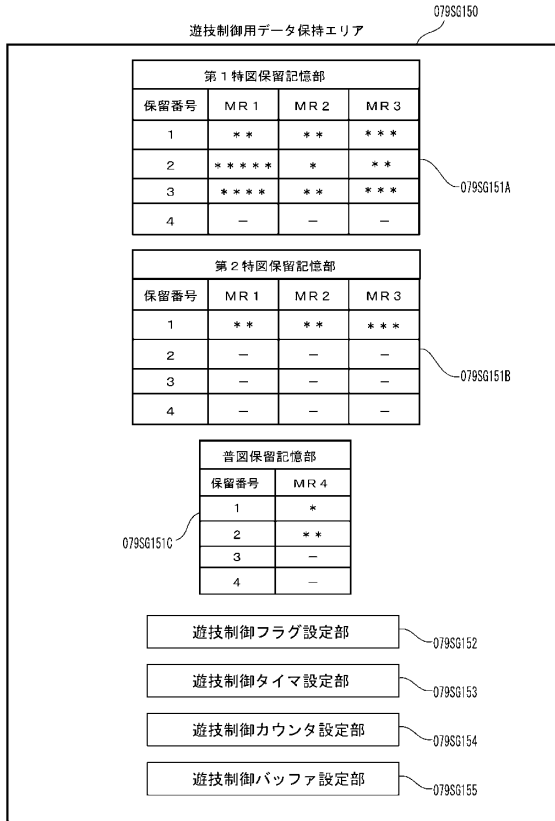 079SG150
遊技制御用データ保持エリア
第1特図保留記憶部
保留番号 MR1 MR2 MR3
1 ** ** ***
2 ***** * **
3 **** ** ***
4 － － －
079SG151A
第2特図保留記憶部
保留番号 MR1 MR2 MR3
1 ** ** ***
2 － － －
3 － － －
4 － － －
079SG151B
普図保留記憶部
保留番号 MR4
1 *
2 **
3 －
4 －
079SG151C
遊技制御フラグ設定部
079SG152
遊技制御タイマ設定部
079SG153
遊技制御カウンタ設定部
079SG154
遊技制御バッファ設定部
079SG155